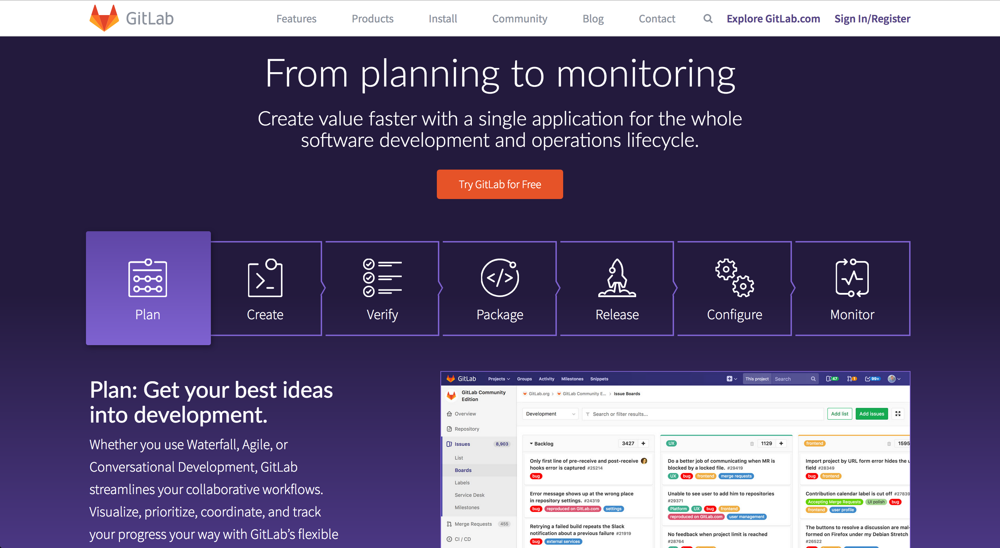 GitLab
Features
Products
Install
Community
Blog
Contact
Explore GitLab.com
Sign In/Register
From planning to monitoring
Create value faster with a single application for the whole
software development and operations lifecycle.
Try GitLab for Free
Plan
Create
Verify
Package
Release
Configure
Monitor
Plan: Get your best ideas
into development.
Whether you use Waterfall, Agile, or
Conversational Development, GitLab
streamlines your collaborative workflows.
Visualize, prioritize, coordinate, and track
your progress your way with GitLab’s flexible
GitLab
Projects
Groups
Activity
Milestones
Snippets
This project
Search
47
1
99+
GitLab Community
Edition
Overview
Repository
Issues 8,903
List
Boards
Labels
Service Desk
Milestones
Merge Requests 455
CI / CD
GitLab.org > GitLab Community E... > Issue Boards
Development
Search or filter results...
Add list
Add issues
Backlog 3427 +
Only first line of pre-receive and post-receive
hooks error is captured #25214
bug
Error message shows up at the wrong place
in repository settings. #24319
bug reproduced on GitLab.com settings
Retrying a failed build repeats the Slack
notification about a previous failure #21919
bug external services
UX 1129 +
Do a better job of communicating when MR is
blocked by a locked file. #29419
UX bug frontend merge requests
Unable to see user to add him to repositories
#29371
Platform UX bug frontend
reproduced on GitLab.com user management
No feedback when project limit is reached
#28764
frontend 1595
Import project by URL form error hides the
field #28349
bug frontend
Contribution calendar label is cut off #27839
Accepting Merge Requests UI polish bug
frontend user profile
The buttons to resolve a discussion are mal-
formed on Firefox under my Debian Stretch
#26522